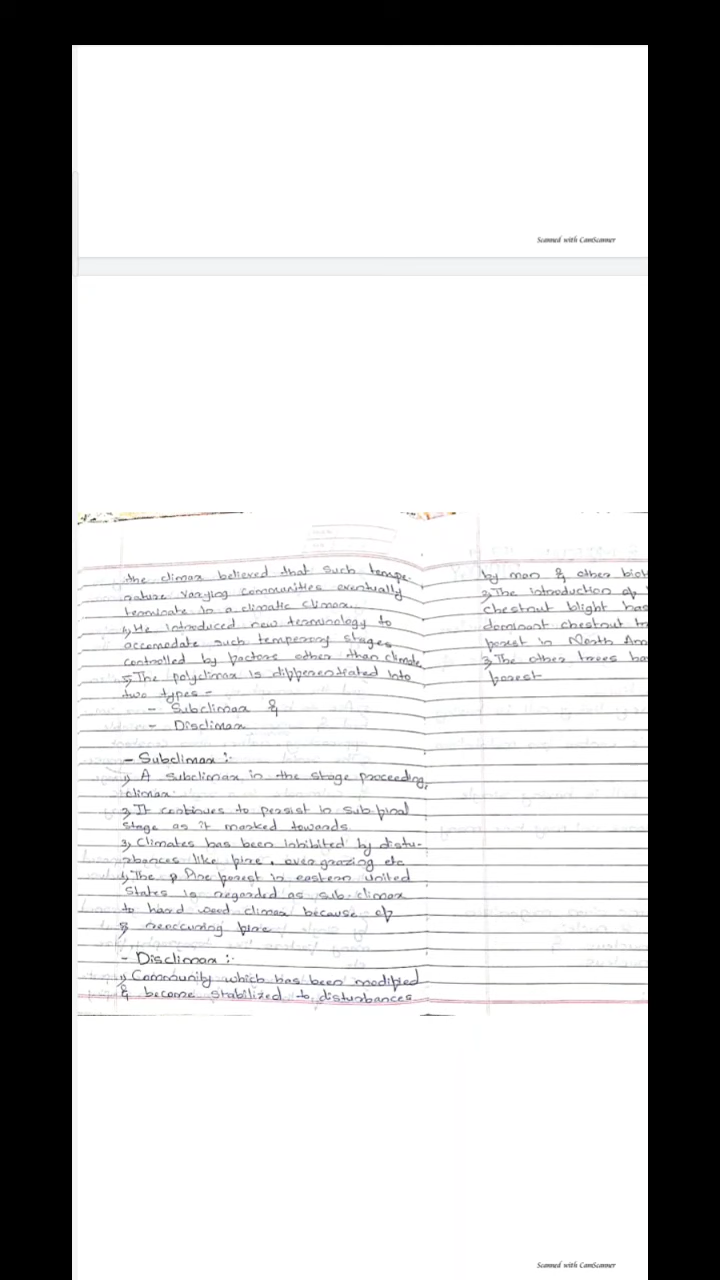 Scanned with CamScanner
the climax believed that such tempe-
rature varying communities eventually
terminate in a climatic climax.
4) He introduced new terminology to
accomodate such temperory stages
controlled by factors other than climate.
5) The polyclimax is differentiated into
two types -
- Subclimax &
- Disclimax
- Subclimax :-
1) A subclimax in the stage proceeding
climax.
2) It continues to persist in sub final
stage as it marked towards
3) Climates has been inhibited by distu-
rbances like fire, over grazing etc
4) The p Pine forest in eastern united
States is regarded as sub climax
to hard wood climax because of
reoccuring fire
- Disclimax :-
1) Community which has been modified
& become stabilized to disturbances
by man & other biot
2) The introduction of
chestnut blight has
dominant chestnut tr
forest in North Am
3) The other trees ha
forest
Scanned with CamScanner